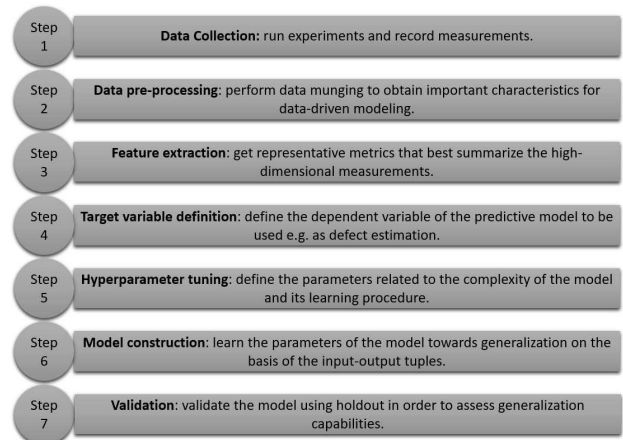 Step
1
Data Collection: run experiments and record measurements.
Step
2
Data pre-processing: perform data munging to obtain important characteristics for
data-driven modeling.
Step
3
Feature extraction: get representative metrics that best summarize the high-
dimensional measurements.
Step
4
Target variable definition: define the dependent variable of the predictive model to be
used e.g. as defect estimation.
Step
5
Hyperparameter tuning: define the parameters related to the complexity of the model
and its learning procedure.
Step
6
Model construction: learn the parameters of the model towards generalization on the
basis of the input-output tuples.
Step
7
Validation: validate the model using holdout in order to assess generalization
capabilities.